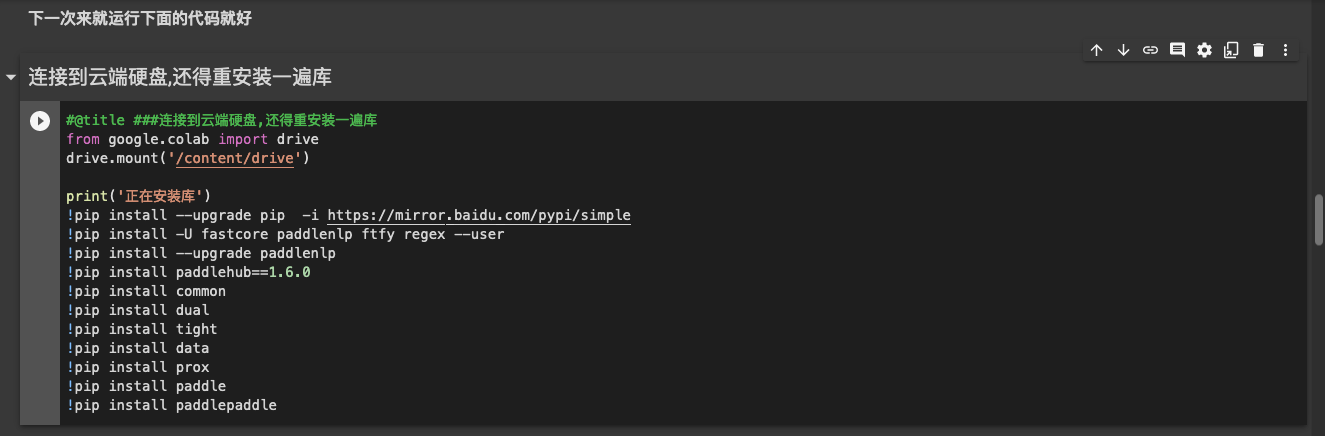 下一次来就运行下面的代码就好
连接到云端硬盘,还得重安装一遍库
#@title ###连接到云端硬盘,还得重安装一遍库
from google.colab import drive
drive.mount('/content/drive')
print('正在安装库')
!pip install --upgrade pip  -i https://mirror.baidu.com/pypi/simple
!pip install -U fastcore paddlenlp ftfy regex --user
!pip install --upgrade paddlenlp
!pip install paddlehub==1.6.0
!pip install common
!pip install dual
!pip install tight
!pip install data
!pip install prox
!pip install paddle
!pip install paddlepaddle